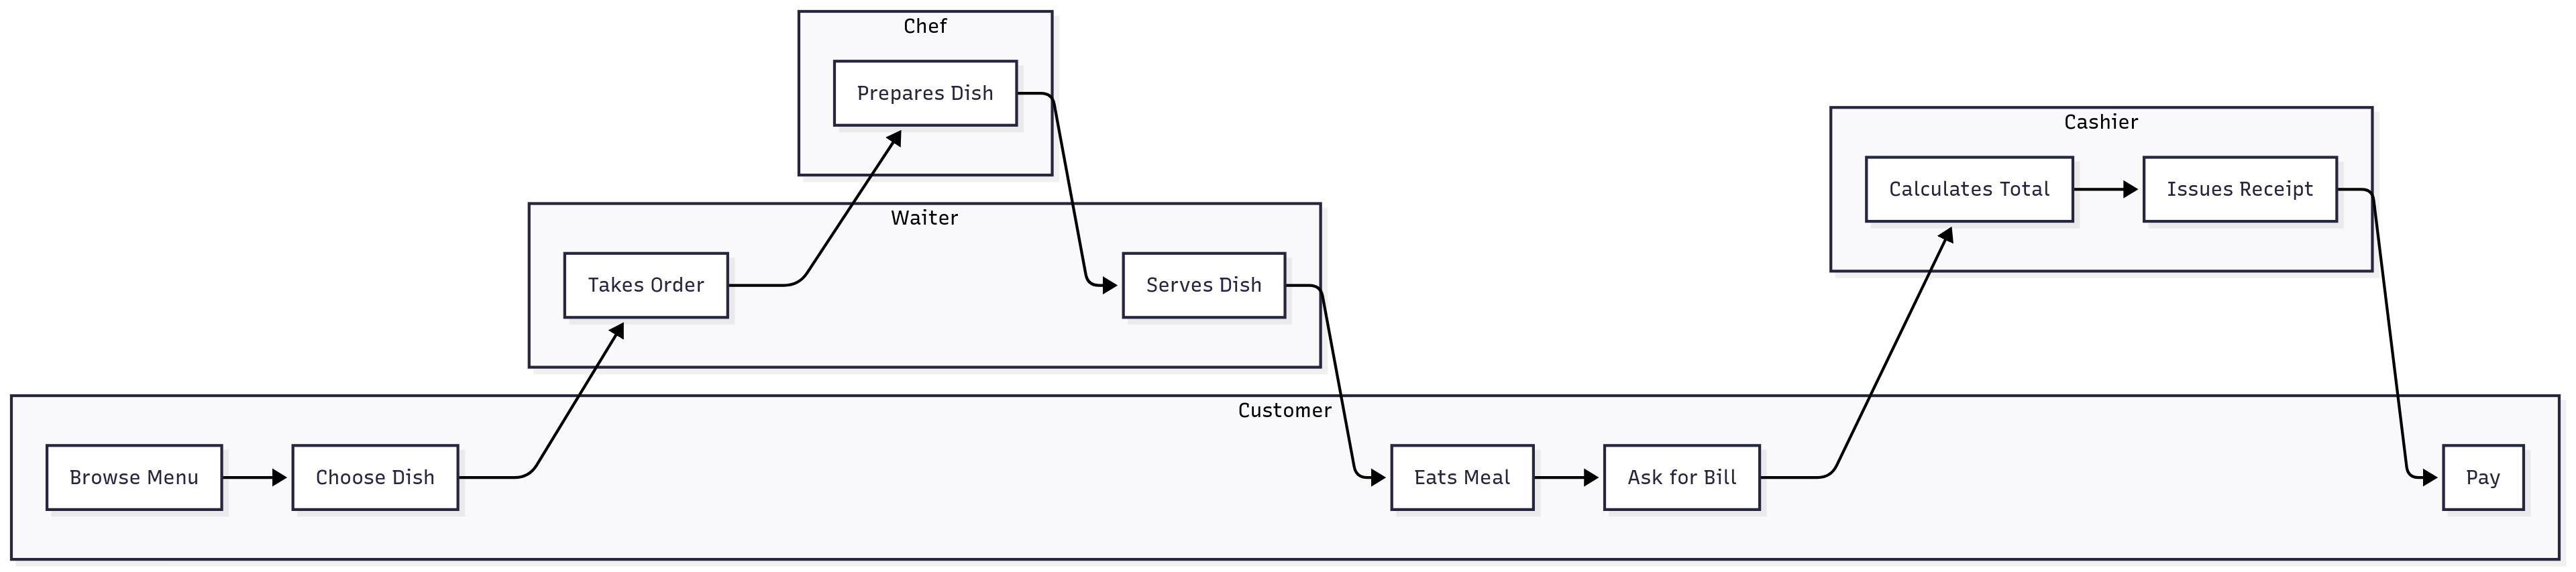 Chef
Prepares Dish
Cashier
Calculates Total
Issues Receipt
Waiter
Takes Order
Serves Dish
Customer
Browse Menu
Choose Dish
Eats Meal
Ask for Bill
Pay